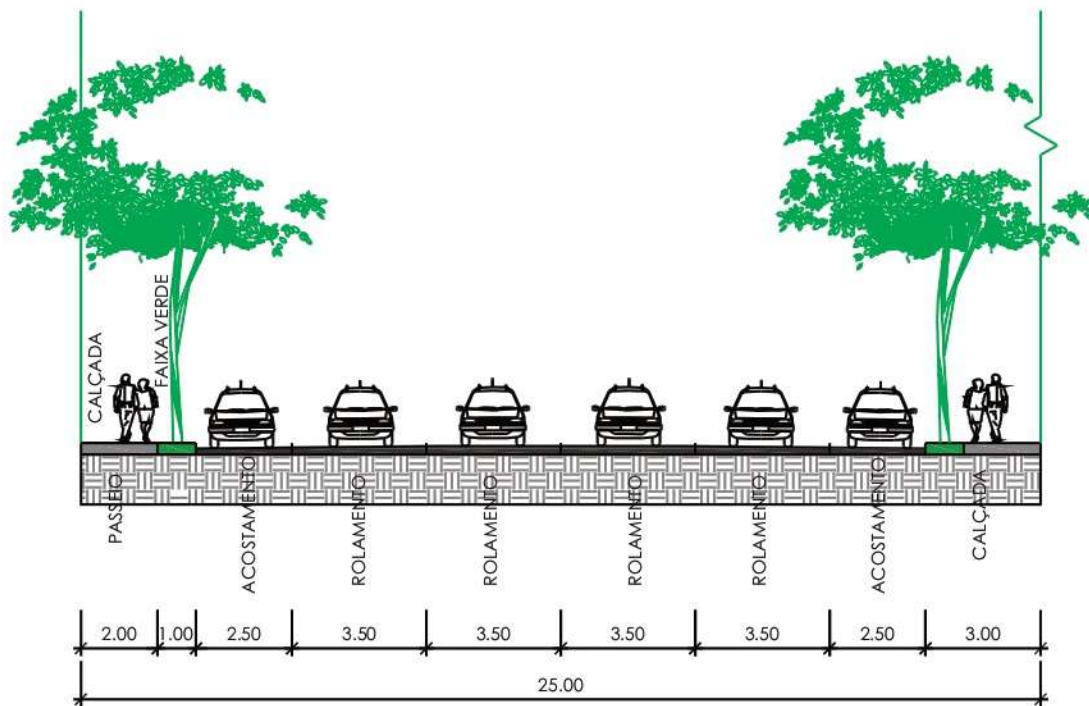 CALÇADA
FAIXA VERDE
PASSEIO
ACOSTAMENTO
ROLAMENTO
ROLAMENTO
ROLAMENTO
ROLAMENTO
ACOSTAMENTO
CALÇADA
2.00 1.00 2.50 3.50 3.50 3.50 3.50 2.50 3.00
25.00